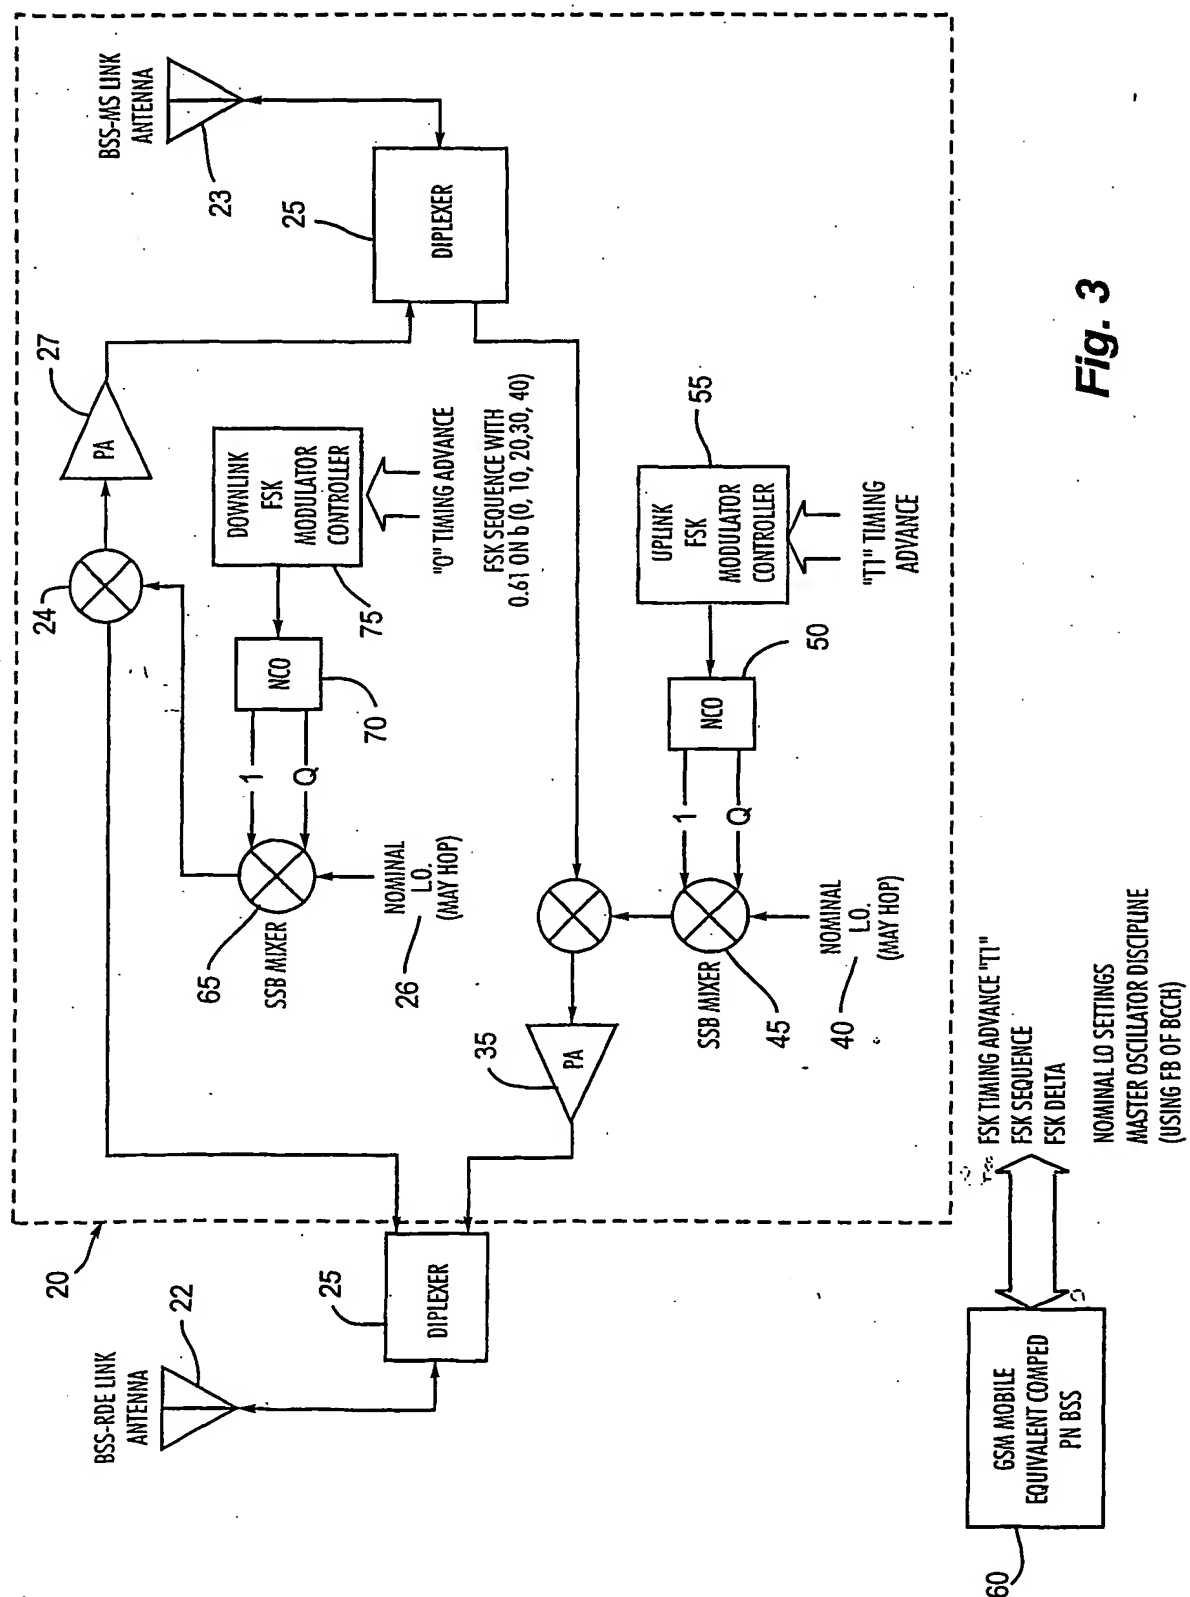 BSS-RDE LINK
ANTENNA
22
20
25
DIPLEXER
24
PA
27
65
SSB MIXER
1
Q
NCO
70
DOWNLINK
FSK
MODULATOR
CONTROLLER
75
NOMINAL
L.O.
(MAY HOP)
26
"0" TIMING ADVANCE
FSK SEQUENCE WITH
0.61 ON b (0, 10, 20,30, 40)
BSS-MS LINK
ANTENNA
23
25
DIPLEXER
35
PA
SSB MIXER
45
1
Q
NCO
50
UPLINK
FSK
MODULATOR
CONTROLLER
55
NOMINAL
L.O.
(MAY HOP)
40
"T1" TIMING
ADVANCE
60
GSM MOBILE
EQUIVALENT COMPED
PN BSS
FSK TIMING ADVANCE "T1"
FSK SEQUENCE
FSK DELTA
NOMINAL LO SETTINGS
MASTER OSCILLATOR DISCIPLINE
(USING FB OF BCCH)
Fig. 3